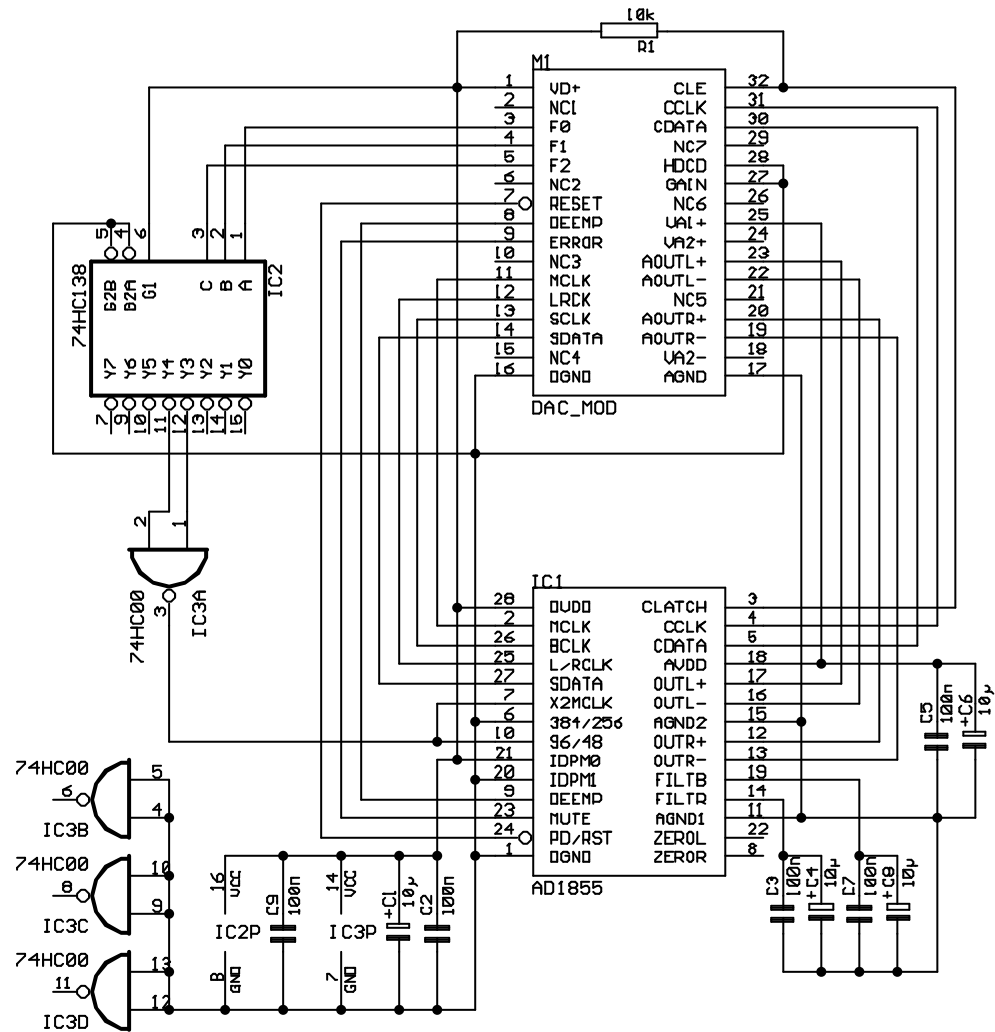 10k
R1
M1
1 VD+ CLE 32
2 NC1 CCLK 31
3 F0 CDATA 30
4 F1 NC7 29
5 F2 HDCD 28
6 NC2 GAIN 27
7 RESET NC6 26
8 DEEMP VA1+ 25
9 ERROR VA2+ 24
10 NC3 AOUTL+ 23
11 MCLK AOUTL- 22
12 LRCK NC5 21
13 SCLK AOUTR+ 20
14 SDATA AOUTR- 19
15 NC4 VA2- 18
16 DGND AGND 17
DAC_MOD
5 4 6 3 2 1
74HC138
G2B G2A G1 C B A
IC2
Y7 Y6 Y5 Y4 Y3 Y2 Y1 Y0
7 9 10 11 12 13 14 15
2 1
74HC00
3
IC3A
IC1
28 DVDD CLATCH 3
2 MCLK CCLK 4
26 BCLK CDATA 5
25 L/RCLK AVDD 18
27 SDATA OUTL+ 17
7 X2MCLK OUTL- 16
6 384/256 AGND2 15
10 96/48 OUTR+ 12
21 IDPM0 OUTR- 13
20 IDPM1 FILTB 19
9 DEEMP FILTR 14
23 MUTE AGND1 11
24 PD/RST ZEROL 22
1 DGND ZEROR 8
AD1855
C5
100n
+C6
10µ
74HC00
5
6
4
IC3B
74HC00
10
8
9
IC3C
74HC00
13
11
12
IC3D
16 VCC
IC2P
8 GND
C9
100n
14 VCC
IC3P
7 GND
+C1
10µ
C2
100n
C3
100n
+C4
10µ
C7
100n
+C8
10µ